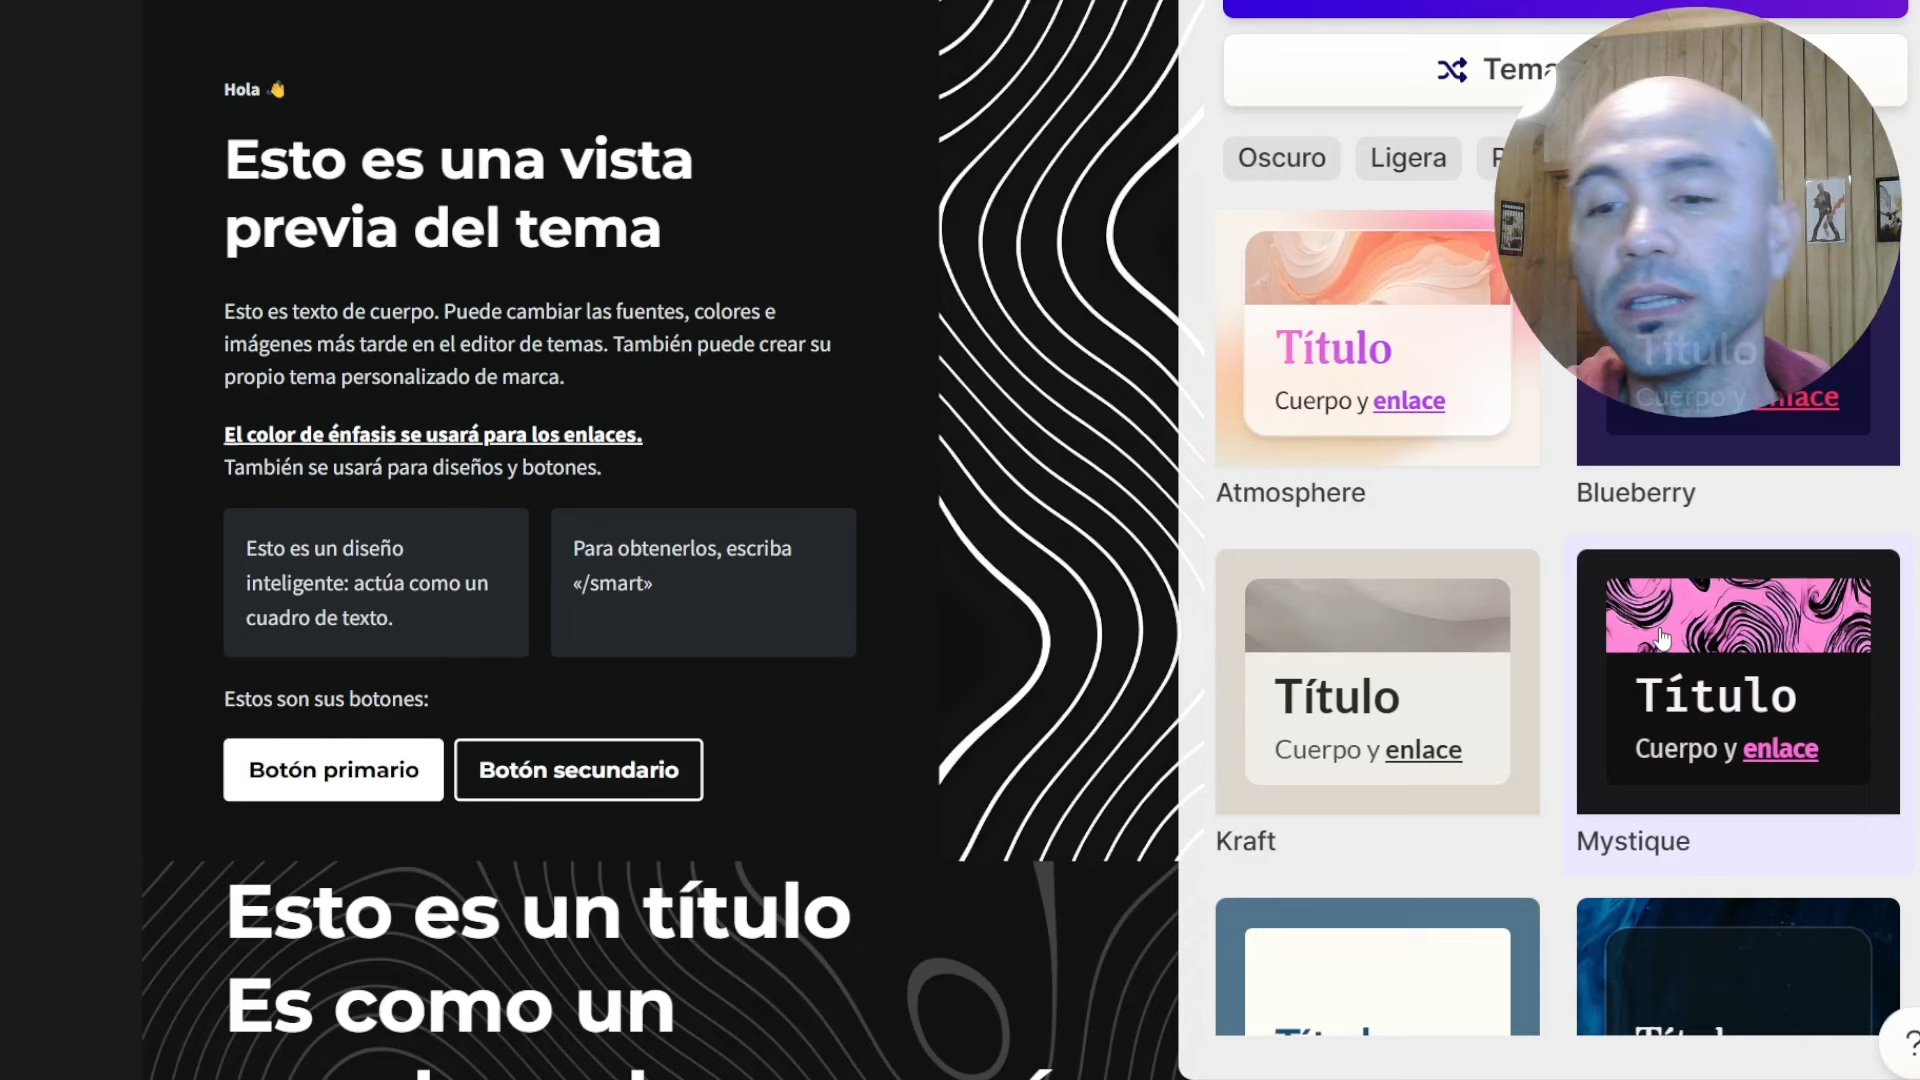 Hola 👋
Esto es una vista
previa del tema
Esto es texto de cuerpo. Puede cambiar las fuentes, colores e
imágenes más tarde en el editor de temas. También puede crear su
propio tema personalizado de marca.
El color de énfasis se usará para los enlaces.
También se usará para diseños y botones.
Esto es un diseño
inteligente: actúa como un
cuadro de texto.
Para obtenerlos, escriba
«/smart»
Estos son sus botones:
Botón primario
Botón secundario
Esto es un título
Es como un
Tema
Oscuro
Ligera
Título
Cuerpo y enlace
Atmosphere
Título
Cuerpo y enlace
Blueberry
Título
Cuerpo y enlace
Kraft
Título
Cuerpo y enlace
Mystique
?